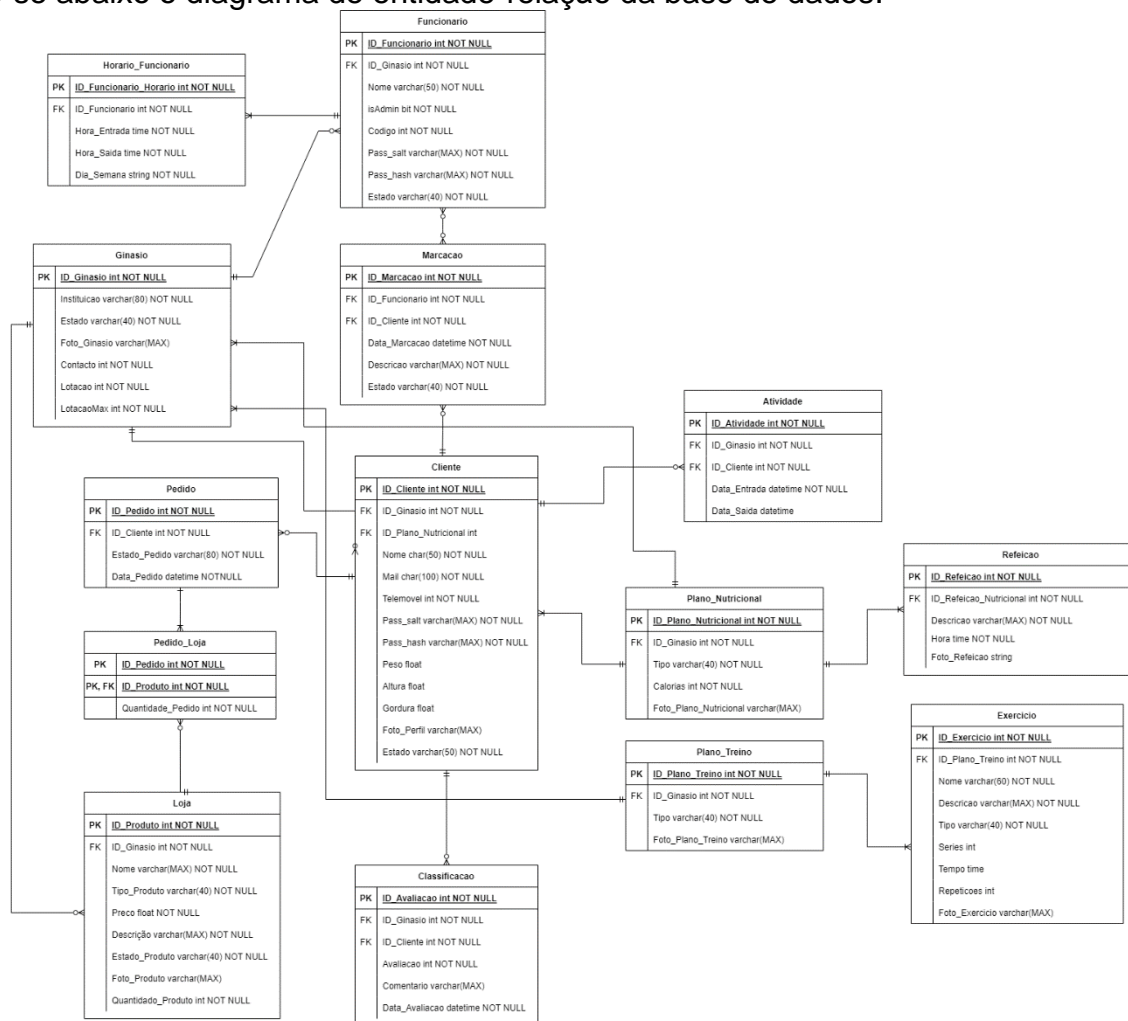 se abaixo o diagrama de entidade relação da base de dados.
Funcionario
PK ID_Funcionario int NOT NULL
FK ID_Ginasio int NOT NULL
Nome varchar(50) NOT NULL
isAdmin bit NOT NULL
Codigo int NOT NULL
Pass_salt varchar(MAX) NOT NULL
Pass_hash varchar(MAX) NOT NULL
Estado varchar(40) NOT NULL
Horario_Funcionario
PK ID_Funcionario_Horario int NOT NULL
FK ID_Funcionario int NOT NULL
Hora_Entrada time NOT NULL
Hora_Saida time NOT NULL
Dia_Semana string NOT NULL
Ginasio
PK ID_Ginasio int NOT NULL
Instituicao varchar(80) NOT NULL
Estado varchar(40) NOT NULL
Foto_Ginasio varchar(MAX)
Contacto int NOT NULL
Lotacao int NOT NULL
LotacaoMax int NOT NULL
Marcacao
PK ID_Marcacao int NOT NULL
FK ID_Funcionario int NOT NULL
FK ID_Cliente int NOT NULL
Data_Marcacao datetime NOT NULL
Descricao varchar(MAX) NOT NULL
Estado varchar(40) NOT NULL
Atividade
PK ID_Atividade int NOT NULL
FK ID_Ginasio int NOT NULL
FK ID_Cliente int NOT NULL
Data_Entrada datetime NOT NULL
Data_Saida datetime
Cliente
PK ID_Cliente int NOT NULL
FK ID_Ginasio int NOT NULL
FK ID_Plano_Nutricional int
Nome char(50) NOT NULL
Mail char(100) NOT NULL
Telemovel int NOT NULL
Pass_salt varchar(MAX) NOT NULL
Pass_hash varchar(MAX) NOT NULL
Peso float
Altura float
Gordura float
Foto_Perfil varchar(MAX)
Estado varchar(50) NOT NULL
Pedido
PK ID_Pedido int NOT NULL
FK ID_Cliente int NOT NULL
Estado_Pedido varchar(80) NOT NULL
Data_Pedido datetime NOTNULL
Pedido_Loja
PK ID_Pedido int NOT NULL
PK, FK ID_Produto int NOT NULL
Quantidade_Pedido int NOT NULL
Plano_Nutricional
PK ID_Plano_Nutricional int NOT NULL
FK ID_Ginasio int NOT NULL
Tipo varchar(40) NOT NULL
Calorias int NOT NULL
Foto_Plano_Nutricional varchar(MAX)
Refeicao
PK ID_Refeicao int NOT NULL
FK ID_Refeicao_Nutricional int NOT NULL
Descricao varchar(MAX) NOT NULL
Hora time NOT NULL
Foto_Refeicao string
Plano_Treino
PK ID_Plano_Treino int NOT NULL
FK ID_Ginasio int NOT NULL
Tipo varchar(40) NOT NULL
Foto_Plano_Treino varchar(MAX)
Exercicio
PK ID_Exercicio int NOT NULL
FK ID_Plano_Treino int NOT NULL
Nome varchar(60) NOT NULL
Descricao varchar(MAX) NOT NULL
Tipo varchar(40) NOT NULL
Series int
Tempo time
Repeticoes int
Foto_Exercicio varchar(MAX)
Loja
PK ID_Produto int NOT NULL
FK ID_Ginasio int NOT NULL
Nome varchar(MAX) NOT NULL
Tipo_Produto varchar(40) NOT NULL
Preco float NOT NULL
Descrição varchar(MAX) NOT NULL
Estado_Produto varchar(40) NOT NULL
Foto_Produto varchar(MAX)
Quantidado_Produto int NOT NULL
Classificacao
PK ID_Avaliacao int NOT NULL
FK ID_Ginasio int NOT NULL
FK ID_Cliente int NOT NULL
Avaliacao int NOT NULL
Comentario varchar(MAX)
Data_Avaliacao datetime NOT NULL